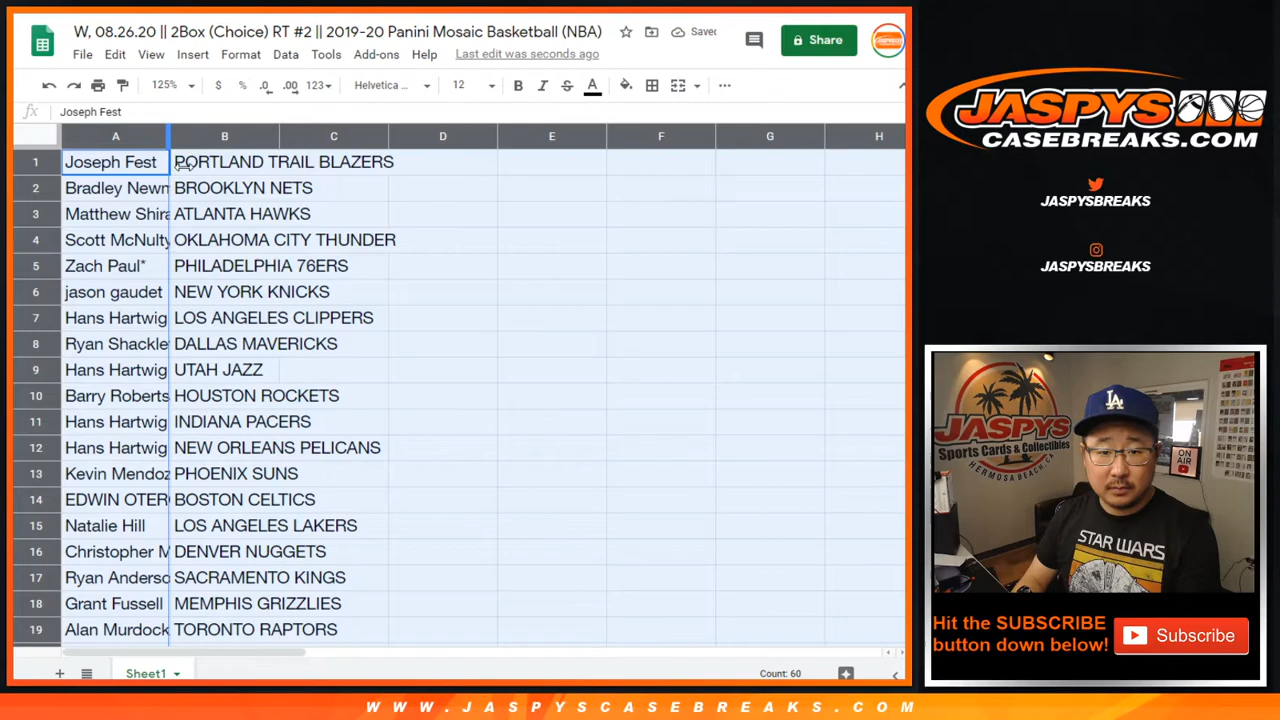 W, 08.26.20 || 2Box (Choice) RT #2 || 2019-20 Panini Mosaic Basketball (NBA)
File Edit View Insert Format Data Tools Add-ons Help Last edit was seconds ago
Share
125% $ % .0 .00 123 Helvetica ... 12 B I S A ...
fx Joseph Fest
A B C D E F G H
1 Joseph Fest PORTLAND TRAIL BLAZERS
2 Bradley Newn BROOKLYN NETS
3 Matthew Shira ATLANTA HAWKS
4 Scott McNulty OKLAHOMA CITY THUNDER
5 Zach Paul* PHILADELPHIA 76ERS
6 jason gaudet NEW YORK KNICKS
7 Hans Hartwig LOS ANGELES CLIPPERS
8 Ryan Shackle DALLAS MAVERICKS
9 Hans Hartwig UTAH JAZZ
10 Barry Roberts HOUSTON ROCKETS
11 Hans Hartwig INDIANA PACERS
12 Hans Hartwig NEW ORLEANS PELICANS
13 Kevin Mendoz PHOENIX SUNS
14 EDWIN OTER BOSTON CELTICS
15 Natalie Hill LOS ANGELES LAKERS
16 Christopher M DENVER NUGGETS
17 Ryan Anderso SACRAMENTO KINGS
18 Grant Fussell MEMPHIS GRIZZLIES
19 Alan Murdock TORONTO RAPTORS
Sheet1 Count: 60
JASPYS
CASEBREAKS.COM
JASPYSBREAKS
JASPYSBREAKS
JASPYS
Sports Cards & Collectibles
HERMOSA BEACH, CA
ON
AIR
LA
STAR WARS
Hit the SUBSCRIBE
button down below!
Subscribe
WWW.JASPYSCASEBREAKS.COM